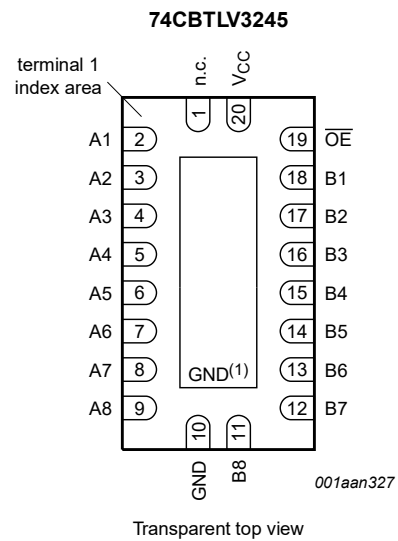 74CBTLV3245
terminal 1
index area
n.c.
VCC
1
20
A1 2
19 OE
A2 3
18 B1
A3 4
17 B2
A4 5
16 B3
A5 6
15 B4
A6 7
14 B5
A7 8
13 B6
A8 9
12 B7
GND(1)
10
11
GND
B8
001aan327
Transparent top view